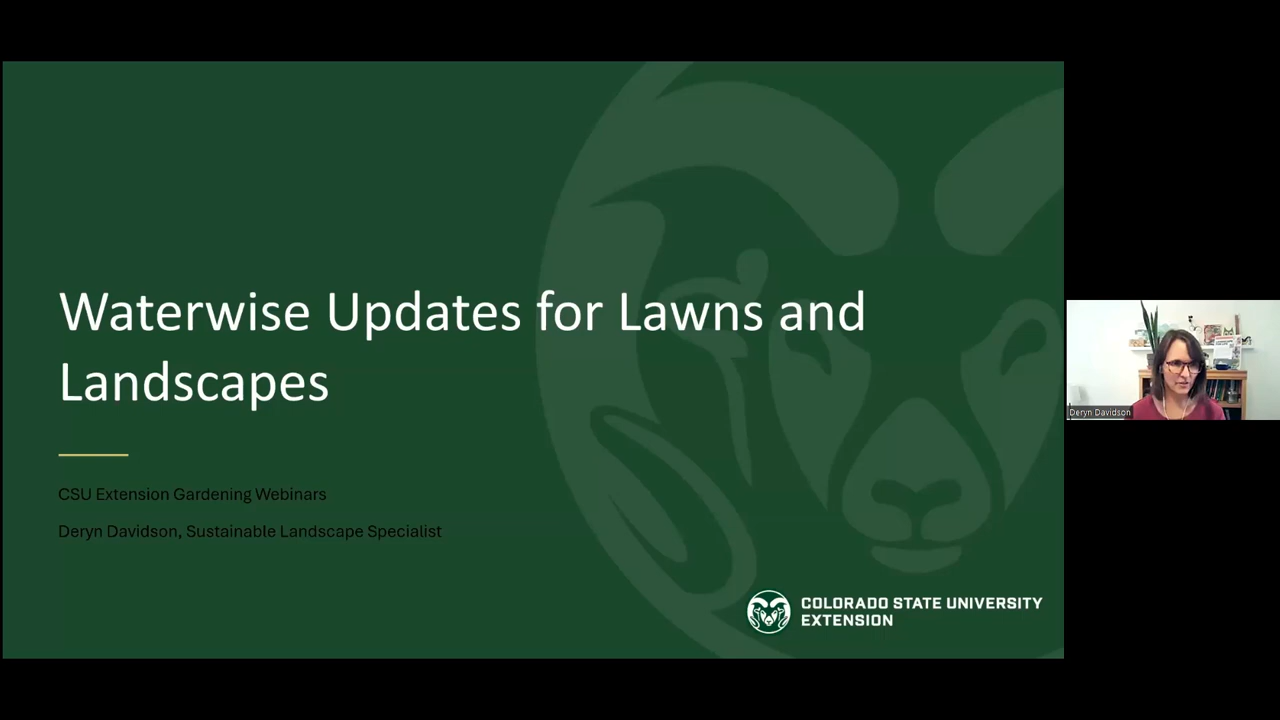 Waterwise Updates for Lawns and
Landscapes
CSU Extension Gardening Webinars
Deryn Davidson, Sustainable Landscape Specialist
COLORADO STATE UNIVERSITY
EXTENSION
Deryn Davidson